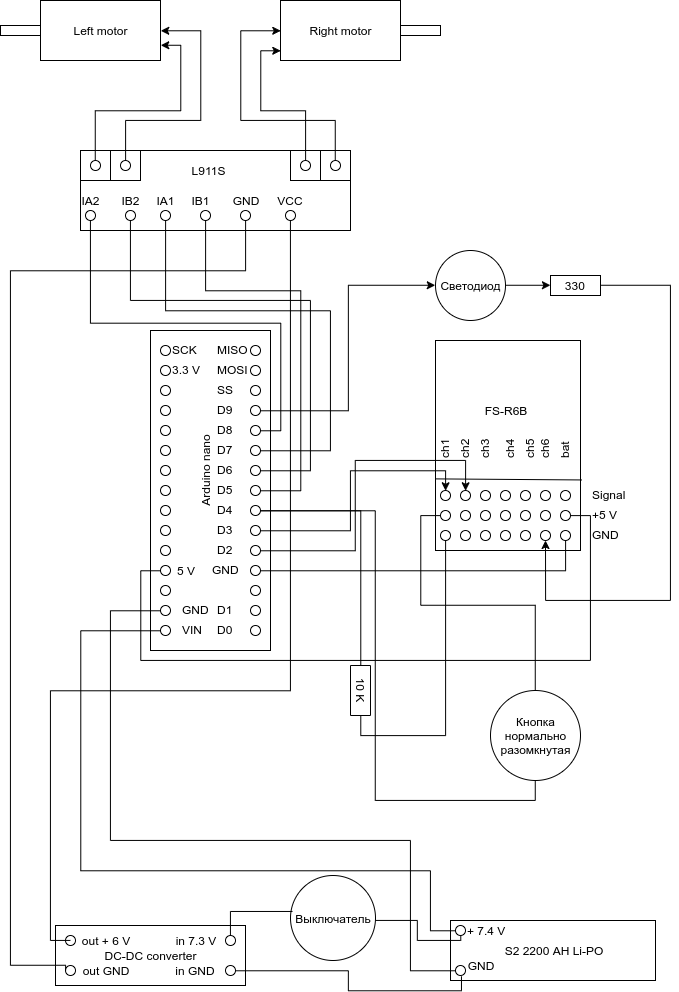 Left motor
Right motor
L911S
IA2
IB2
IA1
IB1
GND
VCC
Светодиод
330
SCK
MISO
3.3 V
MOSI
SS
D9
D8
D7
D6
D5
D4
D3
D2
5 V
GND
GND
D1
VIN
D0
Arduino nano
FS-R6B
ch1
ch2
ch3
ch4
ch5
ch6
bat
Signal
+5 V
GND
10 K
Кнопка
нормально
разомкнутая
Выключатель
out + 6 V
in 7.3 V
DC-DC converter
out GND
in GND
+ 7.4 V
S2 2200 AH Li-PO
GND